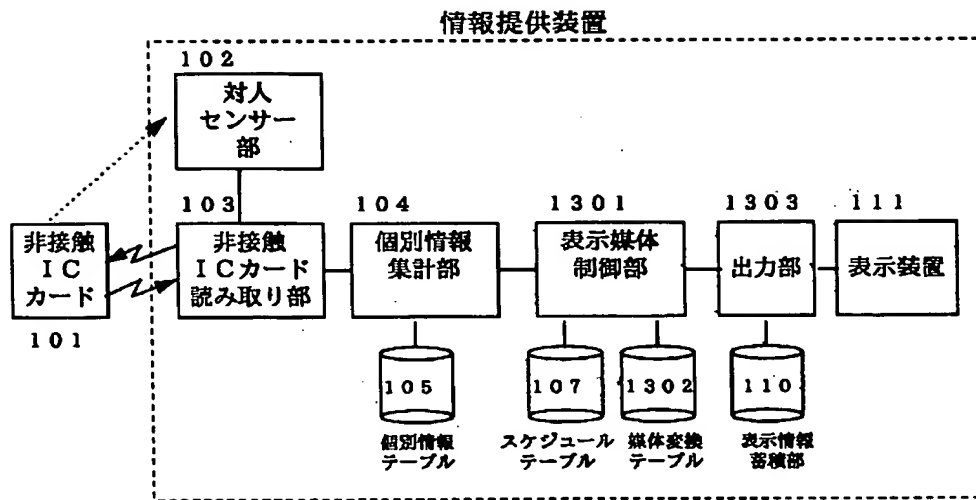 情報提供装置
102
対人
センサー
部
103
非接触
ICカード
読み取り部
非接触
IC
カード
101
104
個別情報
集計部
1301
表示媒体
制御部
1303
出力部
111
表示装置
105
個別情報
テーブル
107
スケジュール
テーブル
1302
媒体変換
テーブル
110
表示情報
蓄積部